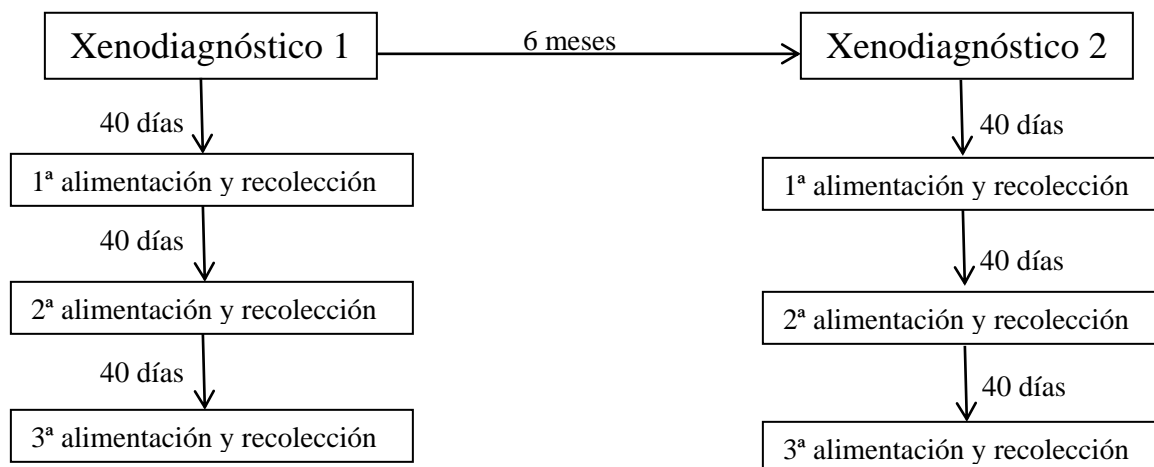 Xenodiagnóstico 1
6 meses
Xenodiagnóstico 2
40 días
40 días
1ª alimentación y recolección
1ª alimentación y recolección
40 días
40 días
2ª alimentación y recolección
2ª alimentación y recolección
40 días
40 días
3ª alimentación y recolección
3ª alimentación y recolección